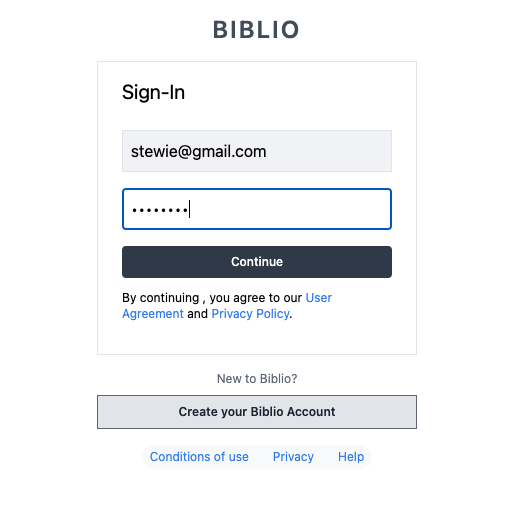 BIBLIO
Sign-In
stewie@gmail.com
••••••••
Continue
By continuing , you agree to our User
Agreement and Privacy Policy.
New to Biblio?
Create your Biblio Account
Conditions of use Privacy Help